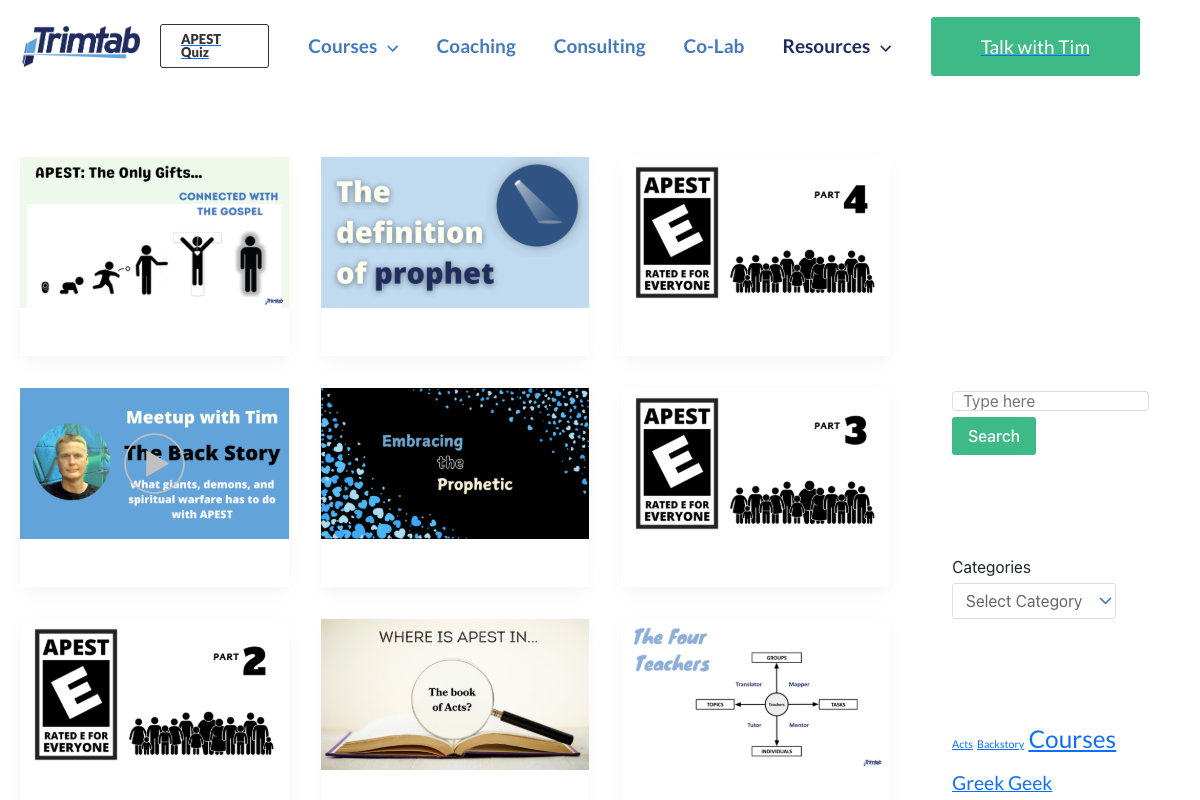 Trimtab
APEST
Quiz
Courses
Coaching
Consulting
Co-Lab
Resources
Talk with Tim
APEST: The Only Gifts...
CONNECTED WITH
THE GOSPEL
Trimtab
The
definition
of prophet
APEST
E
RATED E FOR
EVERYONE
PART 4
Meetup with Tim
The Back Story
What giants, demons, and
spiritual warfare has to do
with APEST
Embracing
the
Prophetic
APEST
E
RATED E FOR
EVERYONE
PART 3
Type here
Search
Categories
Select Category
APEST
E
RATED E FOR
EVERYONE
PART 2
WHERE IS APEST IN...
The book
of Acts?
The Four
Teachers
GROUPS
Translator
Mapper
TOPICS
Teachers
TASKS
Tutor
Mentor
INDIVIDUALS
Trimtab
Acts Backstory Courses
Greek Geek